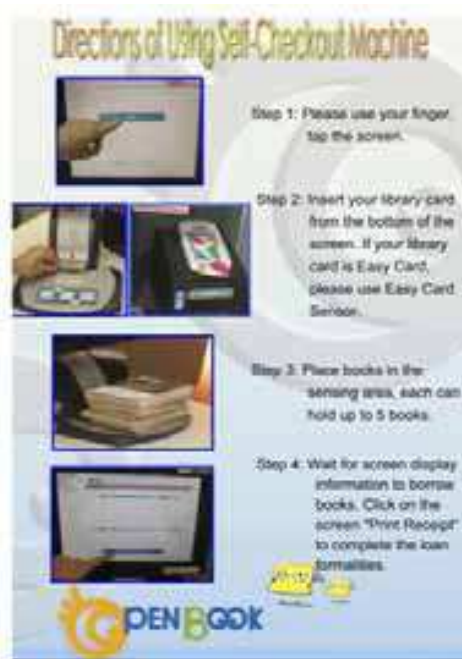 Directions of Using Self-Checkout Machine
Step 1: Please use your finger,
tap the screen.
Step 2: Insert your library card
from the bottom of the
screen. If your library
card is Easy Card,
please use Easy Card
Sensor.
Step 3: Place books in the
sensing area, each can
hold up to 5 books.
Step 4: Wait for screen display
information to borrow
books. Click on the
screen "Print Receipt"
to complete the loan
formalities.
OPENBOOK